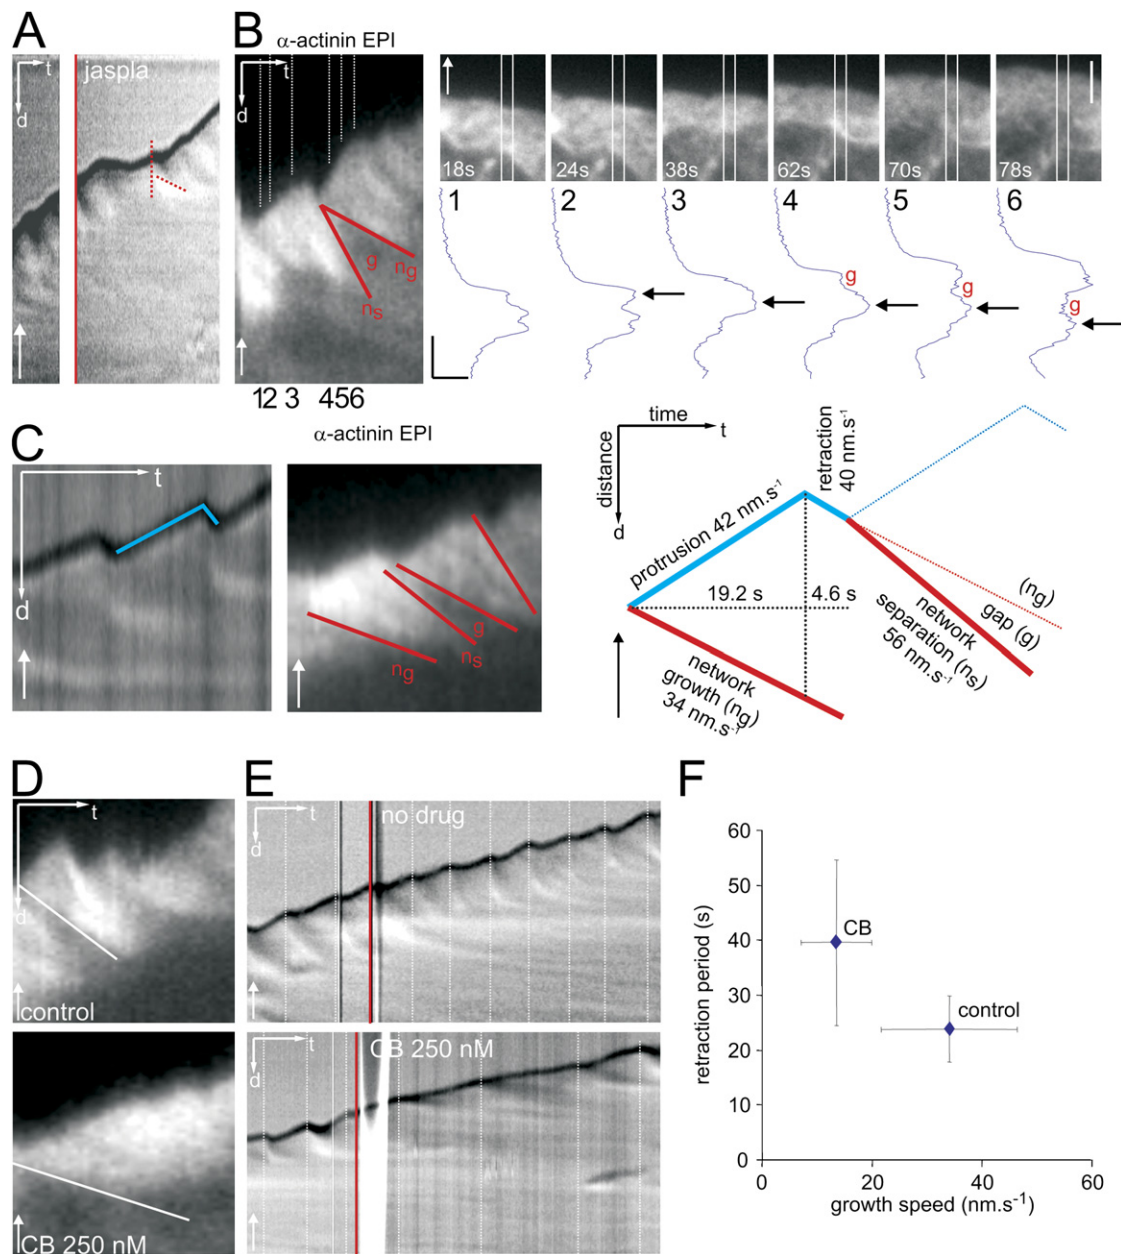 A
t
d
jaspla
B
α-actinin EPI
t
d
g
ng
ns
12 3 456
18s
24s
38s
62s
70s
78s
1
2
3
4
5
6
g
g
g
C
t
d
α-actinin EPI
g
ns
ng
time
t
distance
d
protrusion 42 nm.s-1
retraction
40 nm.s-1
19.2 s
4.6 s
network
growth (ng)
34 nm.s-1
(ng)
gap (g)
network
separation (ns)
56 nm.s-1
D
t
d
control
CB 250 nM
E
t
d
no drug
t
d
CB 250 nM
F
60
50
40
30
20
10
0
retraction period (s)
CB
control
0
20
40
60
growth speed (nm.s-1)